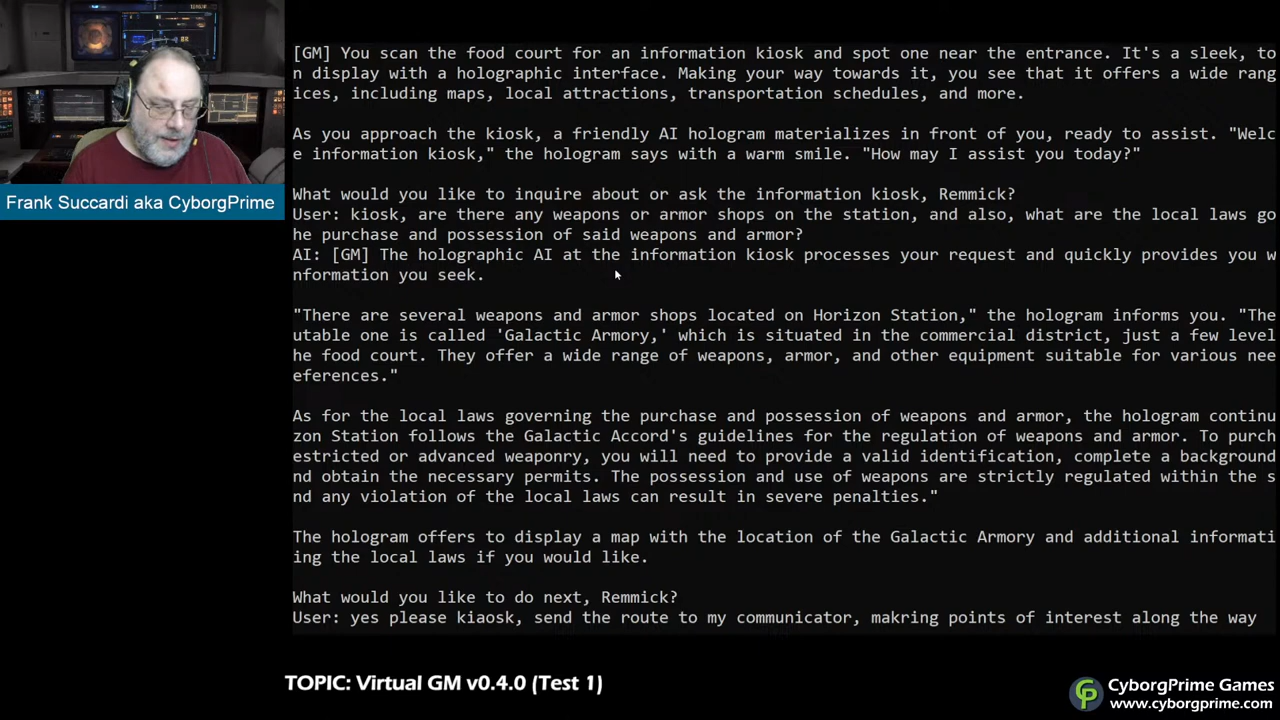 [GM] You scan the food court for an information kiosk and spot one near the entrance. It's a sleek, to
n display with a holographic interface. Making your way towards it, you see that it offers a wide rang
ices, including maps, local attractions, transportation schedules, and more.
As you approach the kiosk, a friendly AI hologram materializes in front of you, ready to assist. "Welc
e information kiosk," the hologram says with a warm smile. "How may I assist you today?"
What would you like to inquire about or ask the information kiosk, Remmick?
User: kiosk, are there any weapons or armor shops on the station, and also, what are the local laws go
he purchase and possession of said weapons and armor?
AI: [GM] The holographic AI at the information kiosk processes your request and quickly provides you w
nformation you seek.
"There are several weapons and armor shops located on Horizon Station," the hologram informs you. "The
utable one is called 'Galactic Armory,' which is situated in the commercial district, just a few level
he food court. They offer a wide range of weapons, armor, and other equipment suitable for various nee
eferences."
As for the local laws governing the purchase and possession of weapons and armor, the hologram continu
zon Station follows the Galactic Accord's guidelines for the regulation of weapons and armor. To purch
estricted or advanced weaponry, you will need to provide a valid identification, complete a background
nd obtain the necessary permits. The possession and use of weapons are strictly regulated within the s
nd any violation of the local laws can result in severe penalties."
The hologram offers to display a map with the location of the Galactic Armory and additional informati
ing the local laws if you would like.
What would you like to do next, Remmick?
User: yes please kiaosk, send the route to my communicator, makring points of interest along the way
Frank Succardi aka CyborgPrime
TOPIC: Virtual GM v0.4.0 (Test 1)
CyborgPrime Games
www.cyborgprime.com